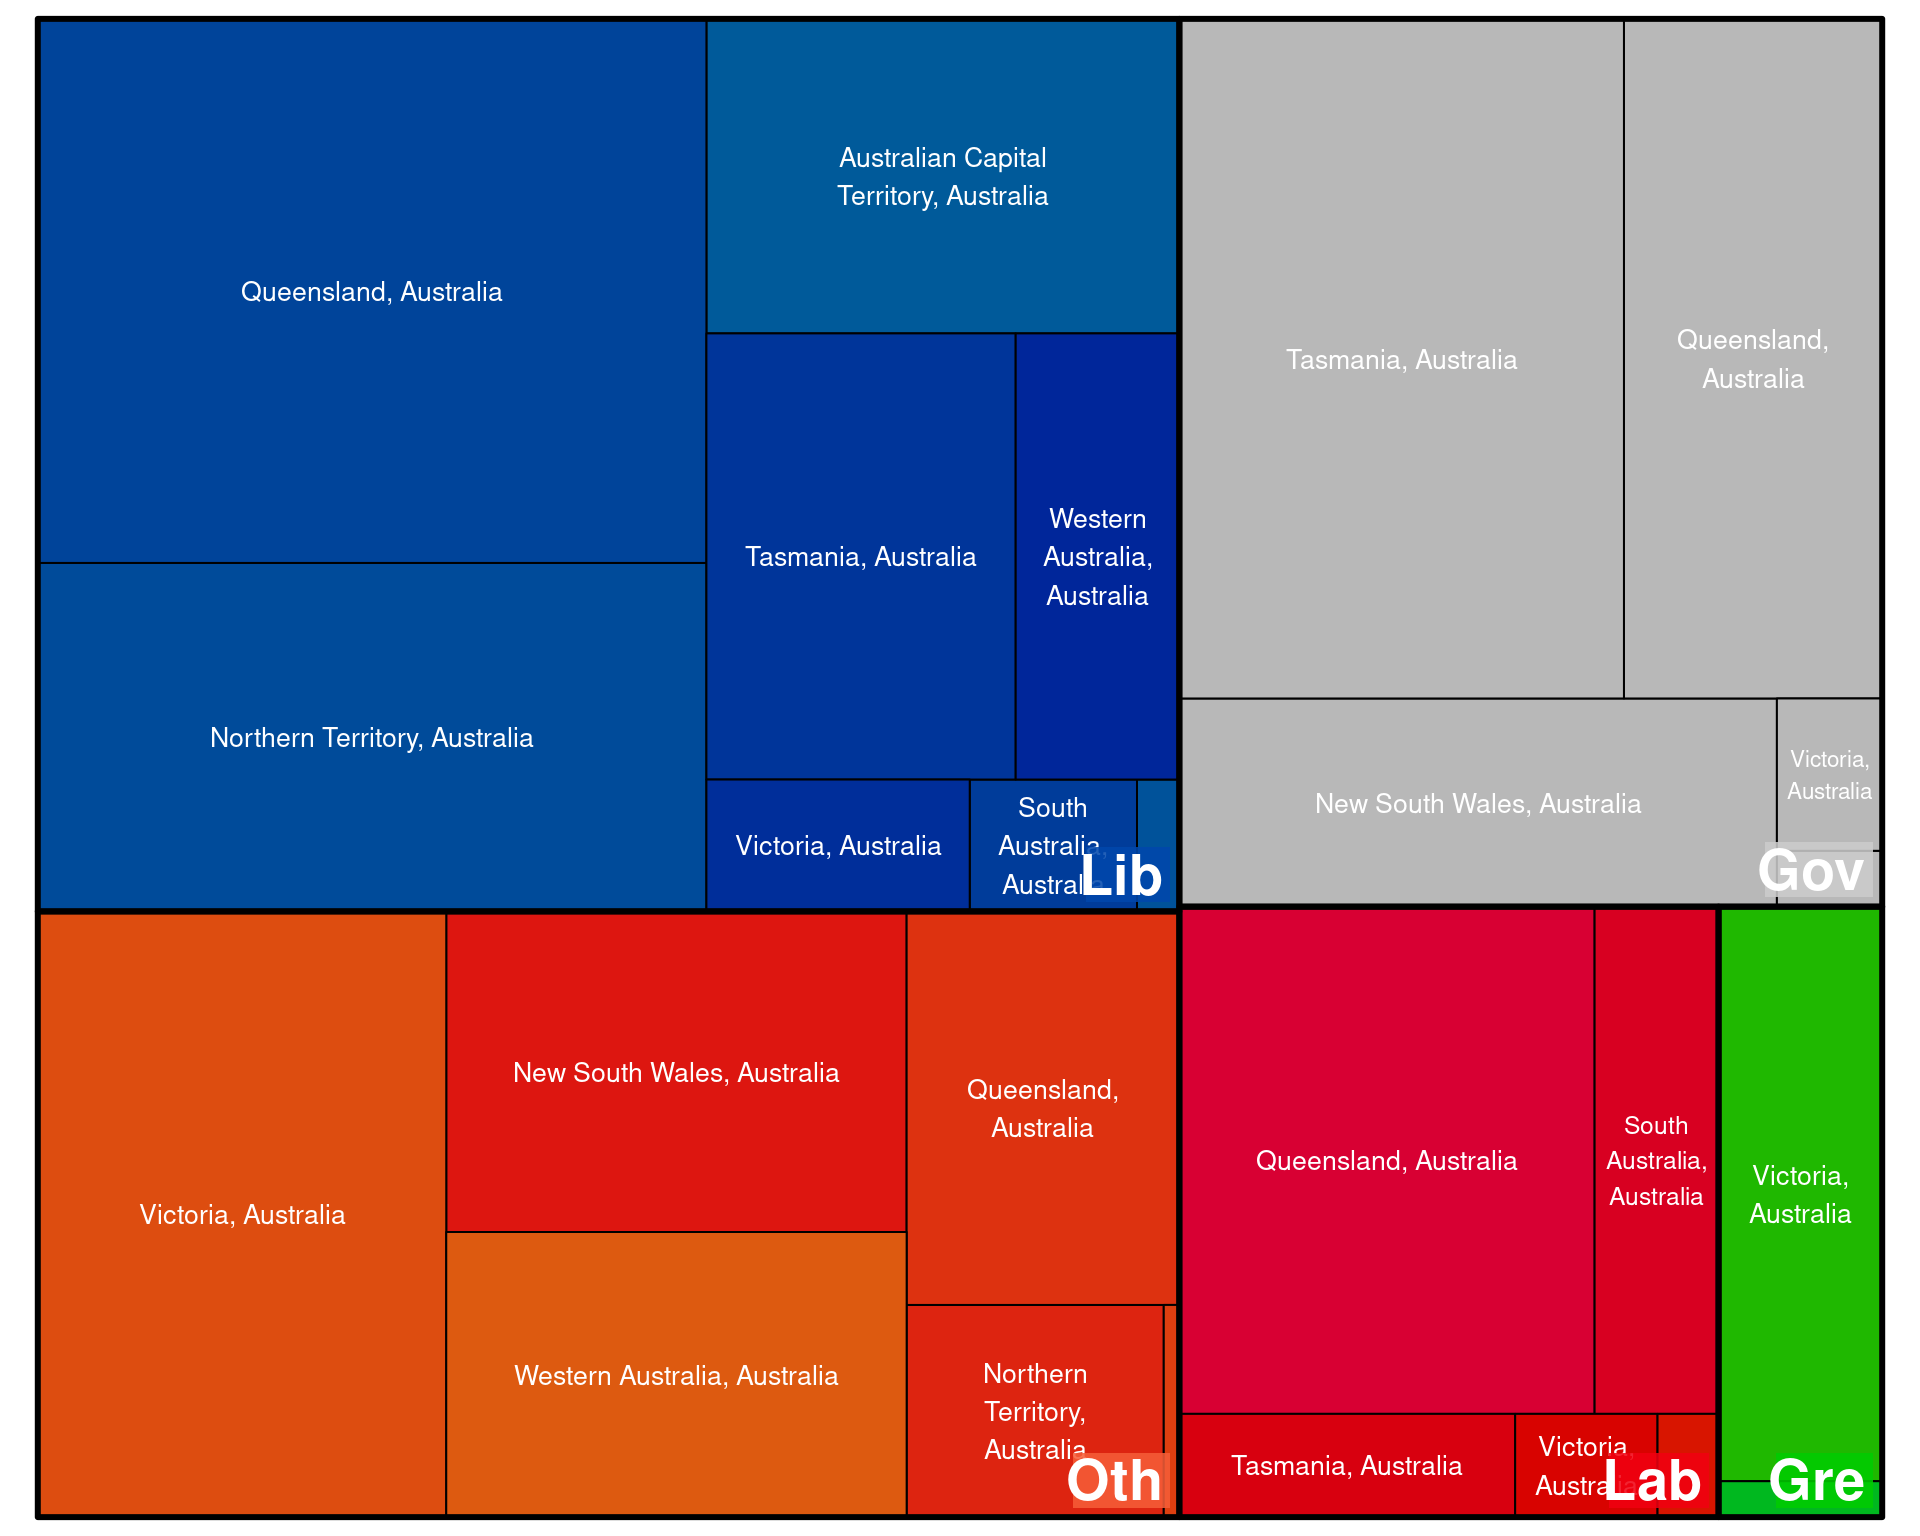 Queensland, Australia
Northern Territory, Australia
Australian Capital
Territory, Australia
Tasmania, Australia
Western
Australia,
Australia
Victoria, Australia
South
Australia,
Australia
Lib
Tasmania, Australia
Queensland,
Australia
New South Wales, Australia
Victoria,
Australia
Gov
Victoria, Australia
New South Wales, Australia
Western Australia, Australia
Queensland,
Australia
Northern
Territory,
Australia
Oth
Queensland, Australia
South
Australia,
Australia
Tasmania, Australia
Victoria,
Australia
Lab
Victoria,
Australia
Gre